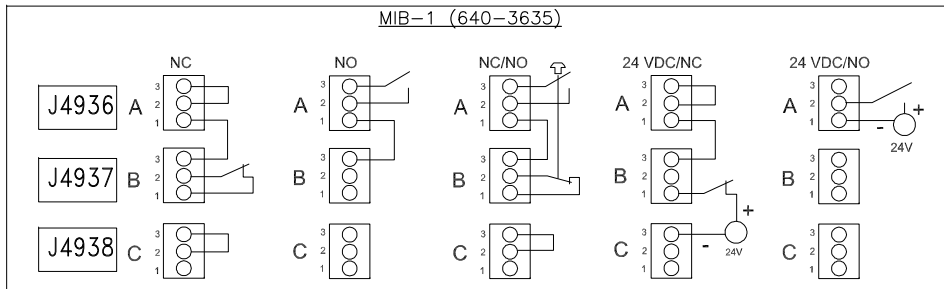 MIB-1 (640-3635)
NC NO NC/NO 24 VDC/NC 24 VDC/NO
J4936 A 3 2 1 A 3 2 1 A 3 2 1 A 3 2 1 A 3 2 1 - + 24V
J4937 B 3 2 1 B 3 2 1 B 3 2 1 B 3 2 1 B 3 2 1
J4938 C 3 2 1 C 3 2 1 C 3 2 1 C 3 2 1 - + 24V C 3 2 1